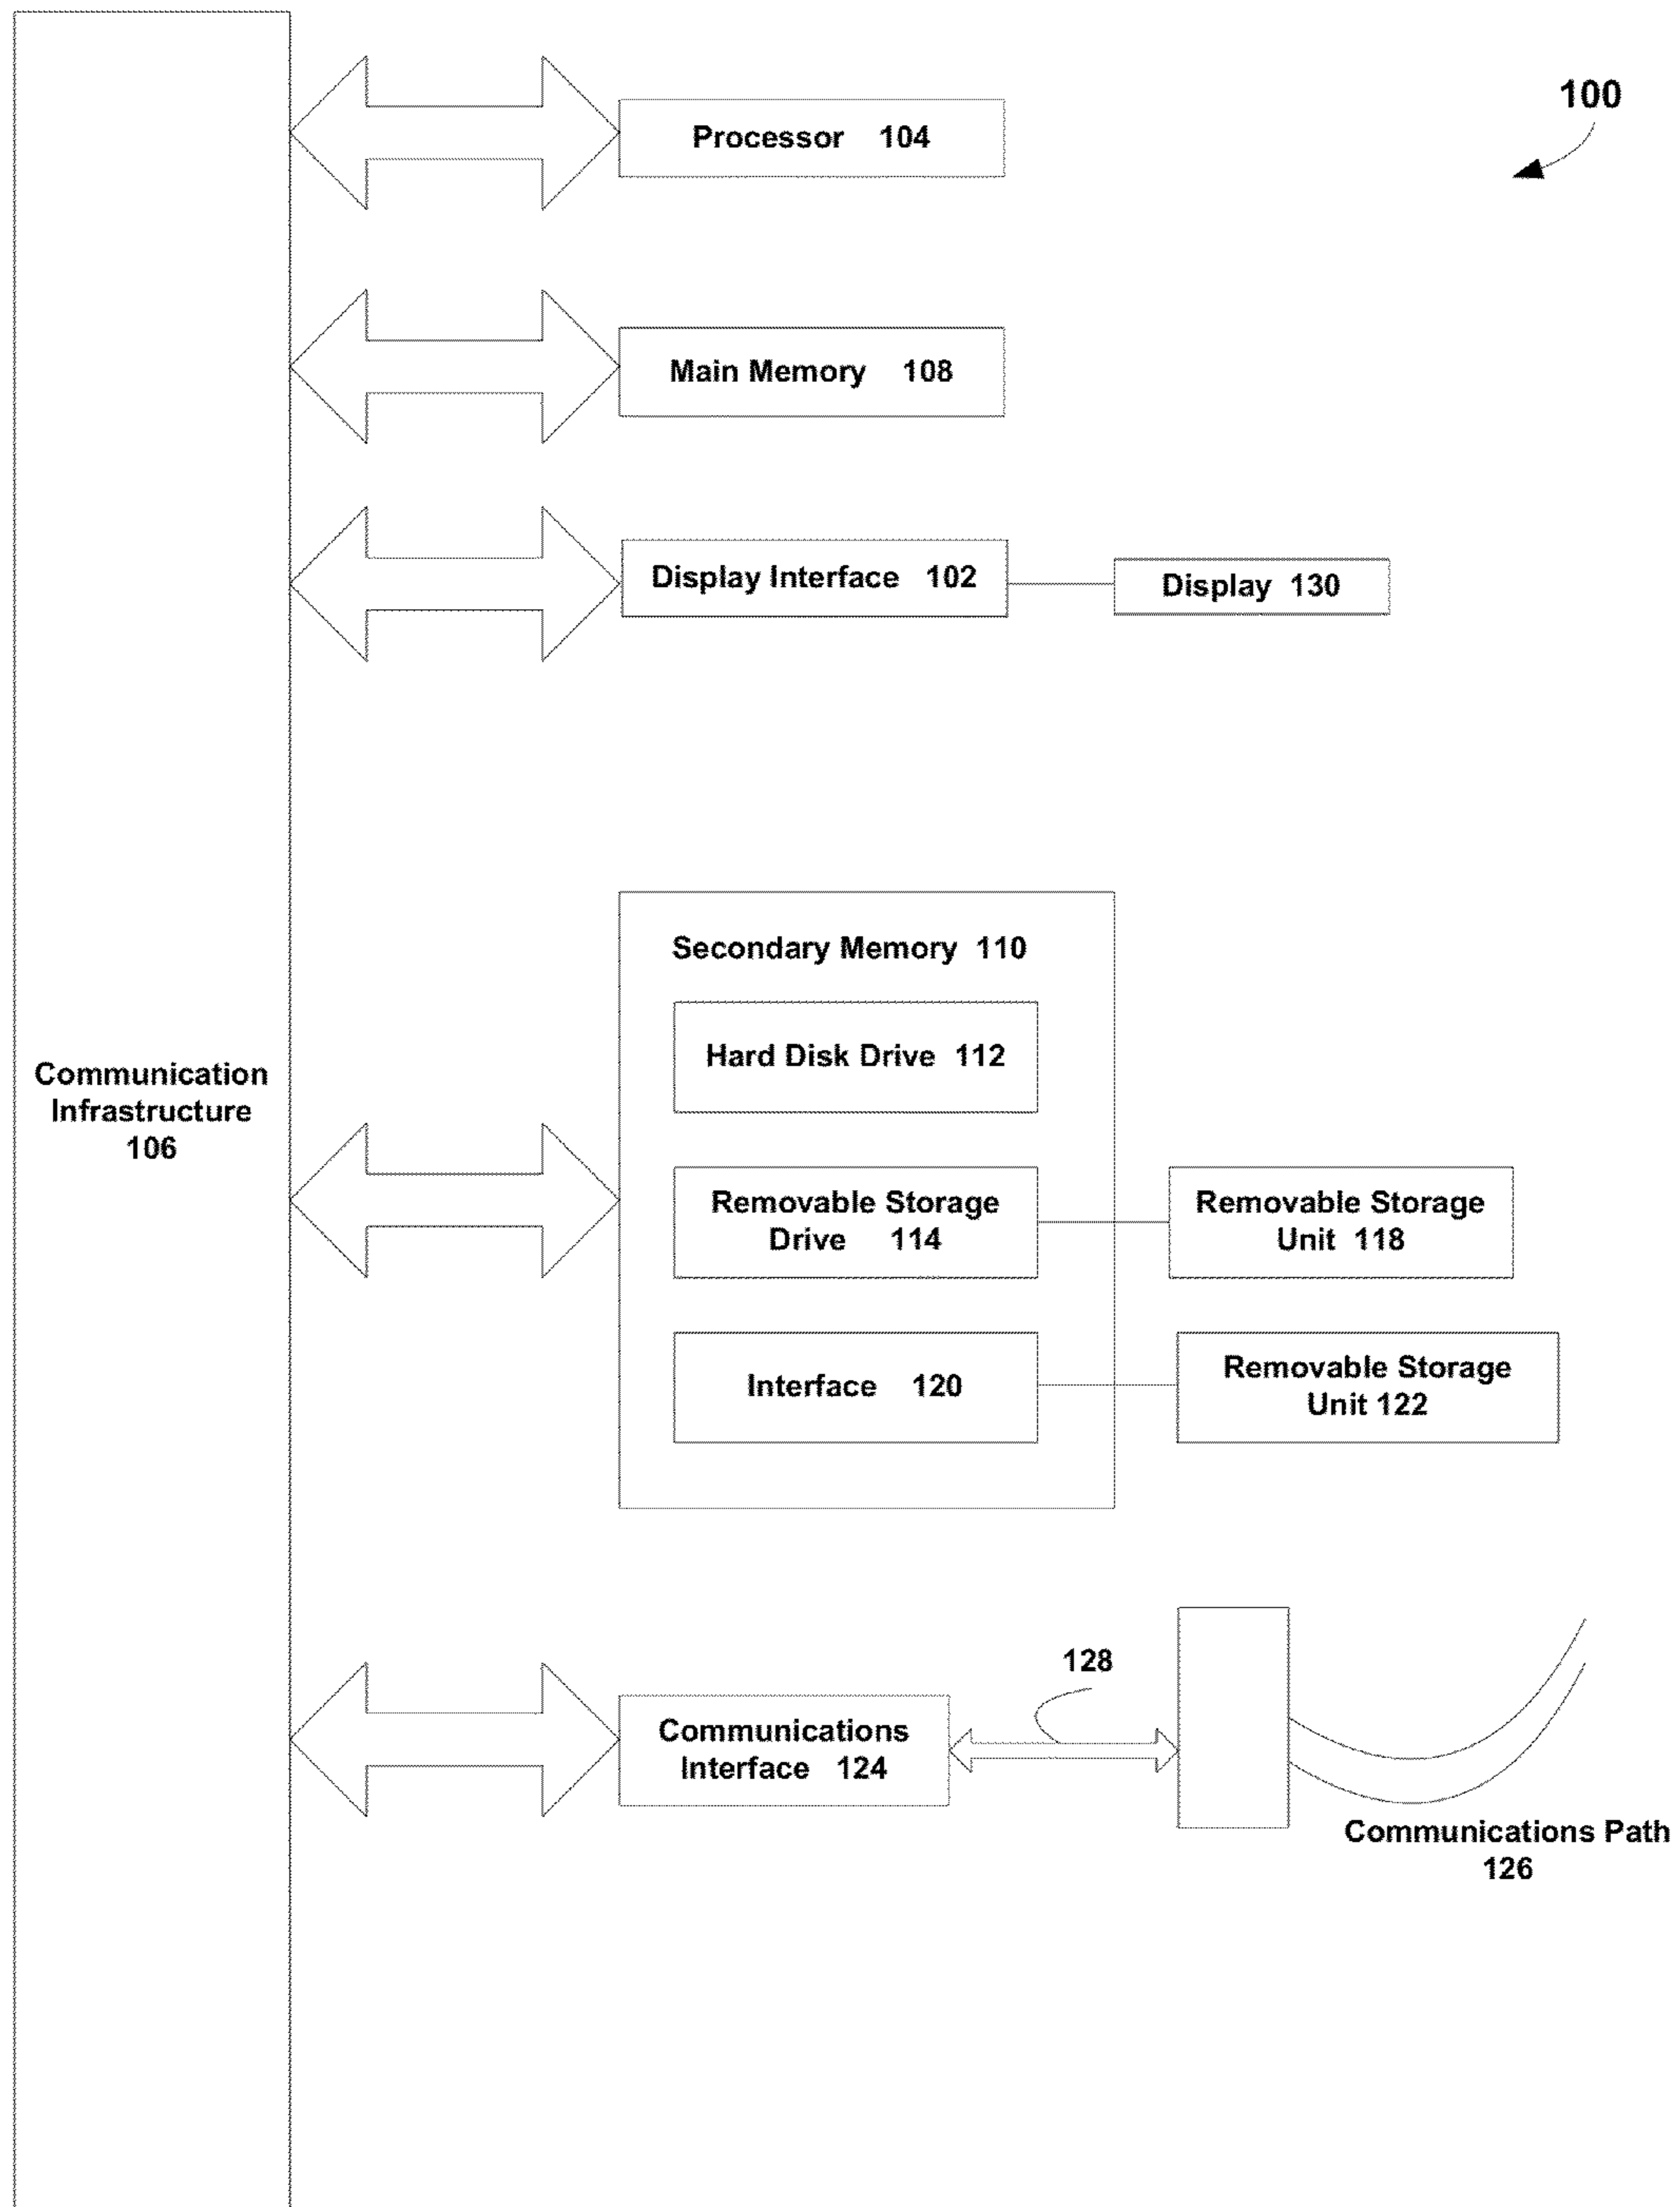 100
Processor 104
Main Memory 108
Display Interface 102
Display 130
Secondary Memory 110
Hard Disk Drive 112
Communication
Infrastructure
106
Removable Storage
Drive 114
Removable Storage
Unit 118
Interface 120
Removable Storage
Unit 122
128
Communications
Interface 124
Communications Path
126